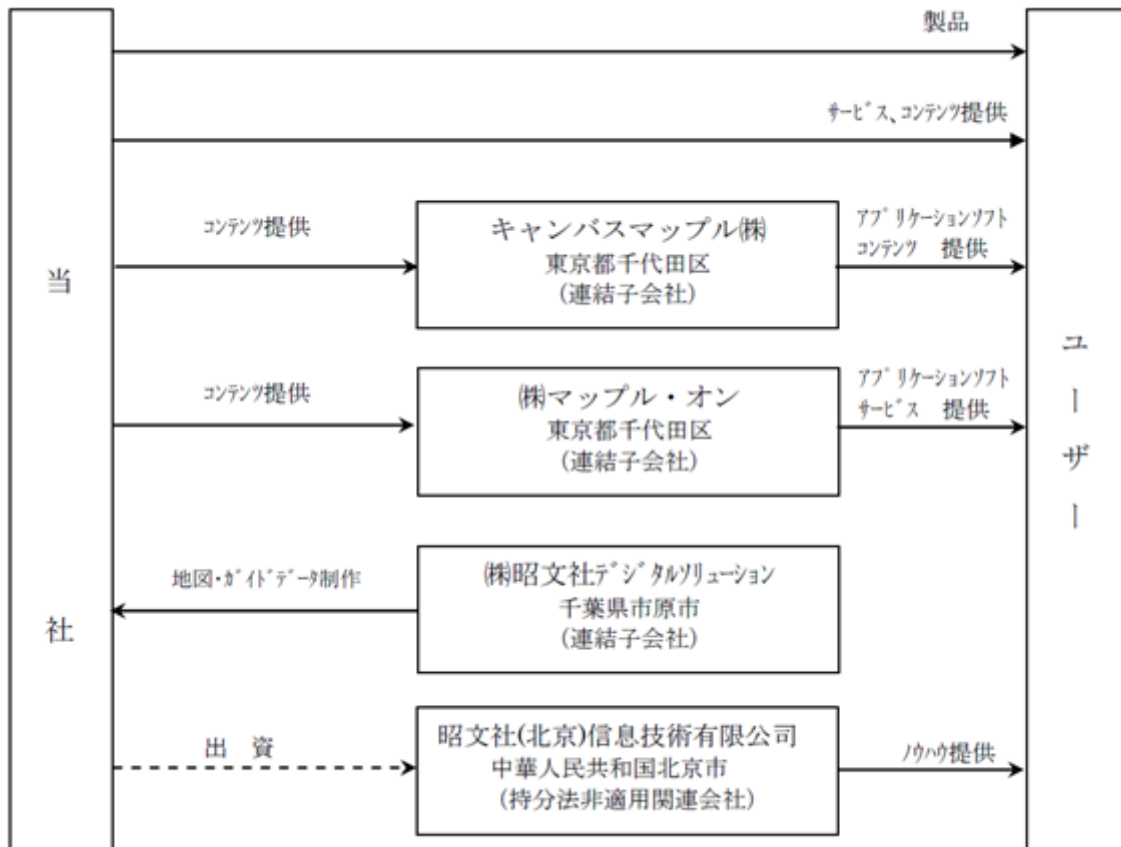 製品
ｻｰﾋﾞｽ、ｺﾝﾃﾝﾂ提供
当社
ユーザー
ｺﾝﾃﾝﾂ提供
キャンバスマップル㈱
東京都千代田区
(連結子会社)
ｱﾌﾟﾘｹｰｼｮﾝｿﾌﾄ
ｺﾝﾃﾝﾂ　提供
ｺﾝﾃﾝﾂ提供
㈱マップル・オン
東京都千代田区
(連結子会社)
ｱﾌﾟﾘｹｰｼｮﾝｿﾌﾄ
ｻｰﾋﾞｽ　提供
地図・ｶﾞｲﾄﾞﾃﾞｰﾀ制作
㈱昭文社ﾃﾞｼﾞﾀﾙｿﾘｭｰｼｮﾝ
千葉県市原市
(連結子会社)
出　資
昭文社(北京)信息技術有限公司
中華人民共和国北京市
(持分法非適用関連会社)
ﾉｳﾊｳ提供